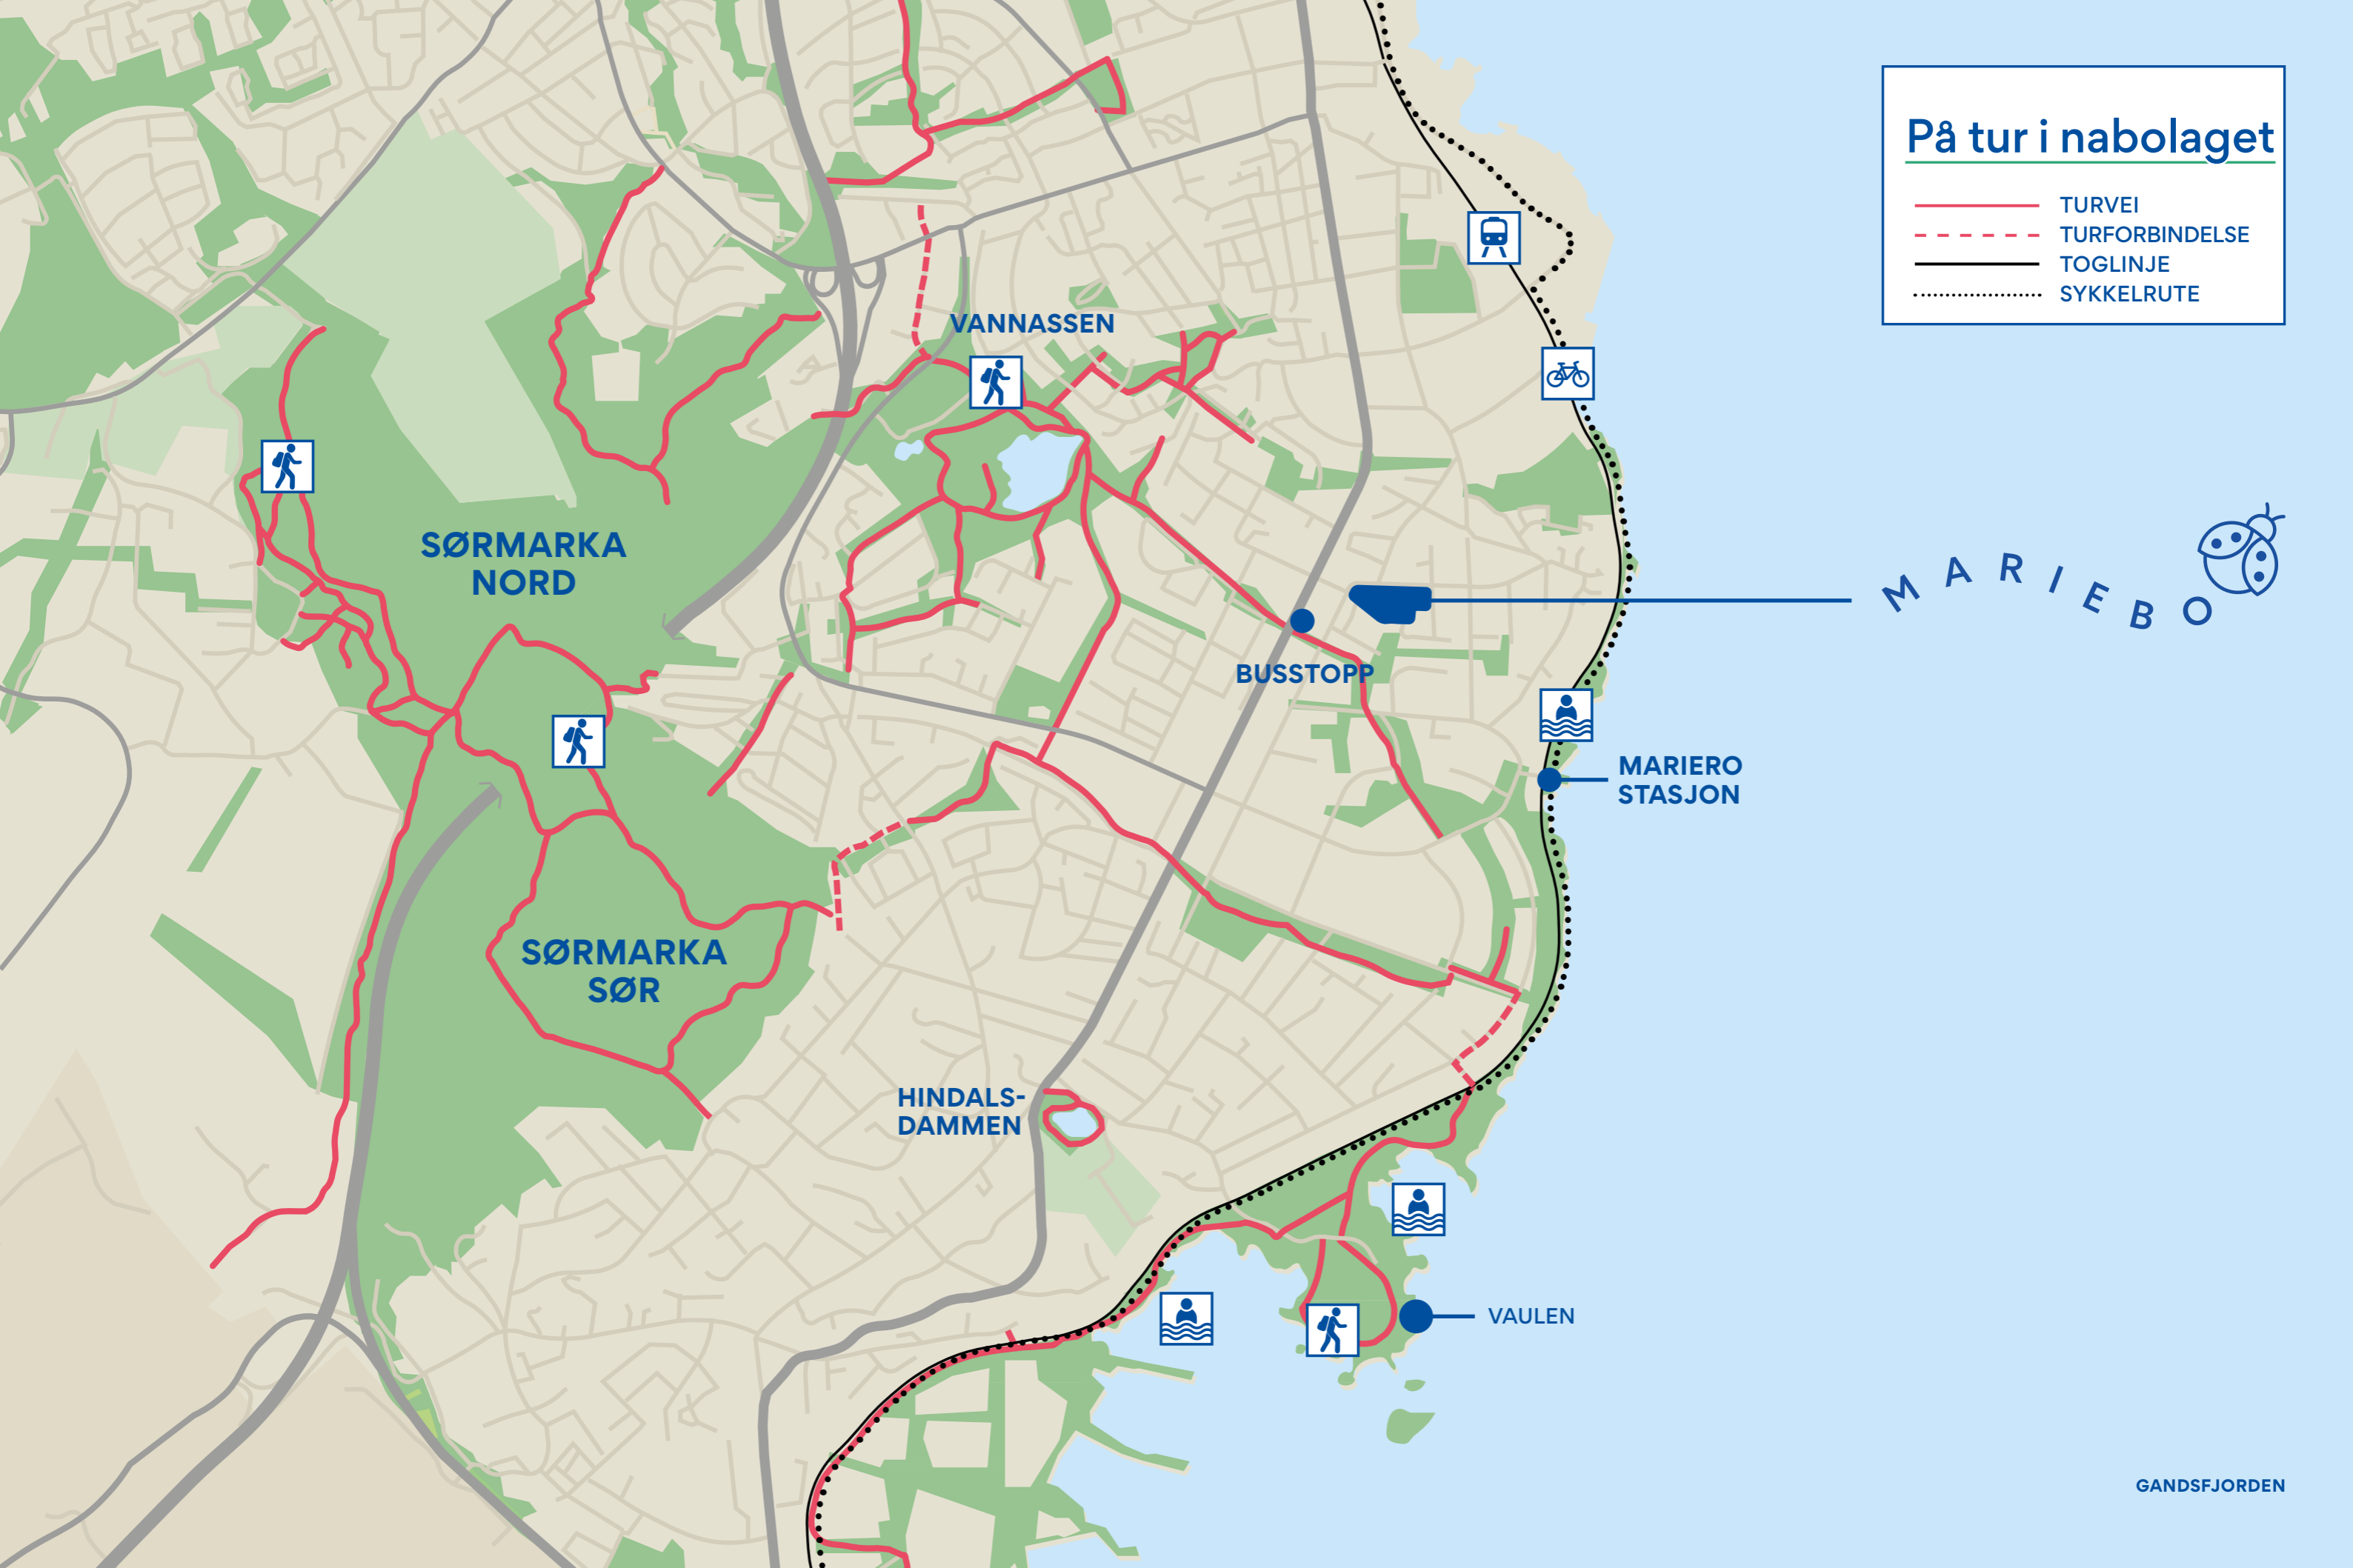 På tur i nabolaget
TURVEI
TURFORBINDELSE
TOGLINJE
SYKKELRUTE
VANNASSEN
SØRMARKA
NORD
MARIEBO
BUSSTOPP
MARIERO
STASJON
SØRMARKA
SØR
HINDALS-
DAMMEN
VAULEN
GANDSFJORDEN